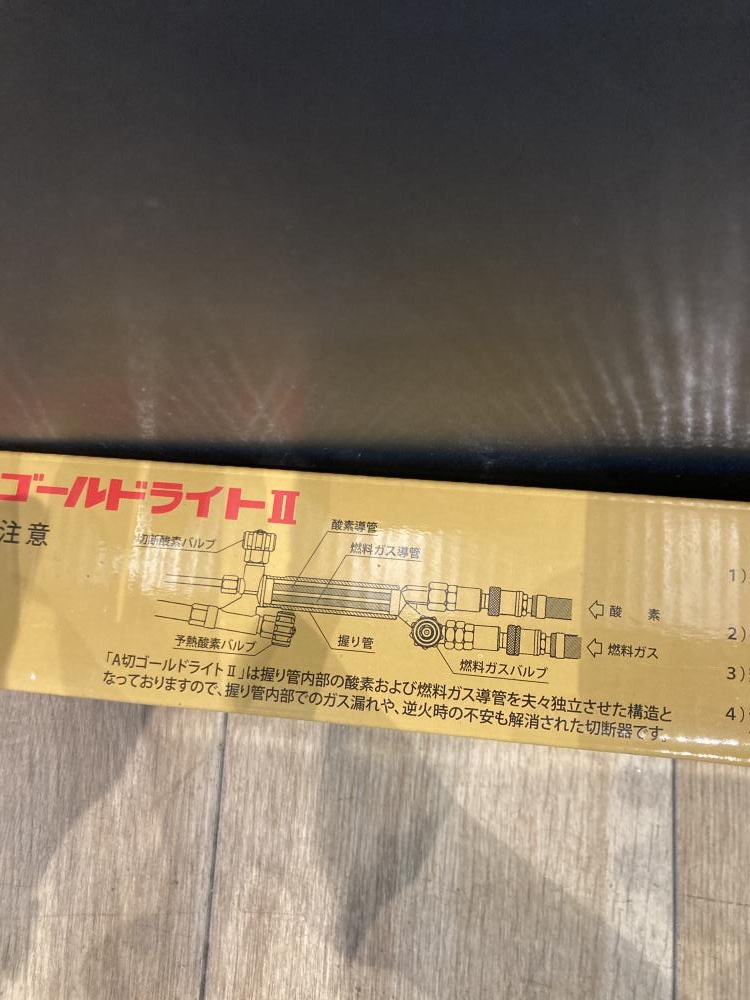 ゴールドライトⅡ
注意
切断酸素バルブ
酸素導管
燃料ガス導管
酸 素
燃料ガス
予熱酸素バルブ
握り管
燃料ガスバルブ
「A切ゴールドライトⅡ」は握り管内部の酸素および燃料ガス導管を夫々独立させた構造と
なっておりますので、握り管内部でのガス漏れや、逆火時の不安も解消された切断器です。
1)
2)
3)
4)